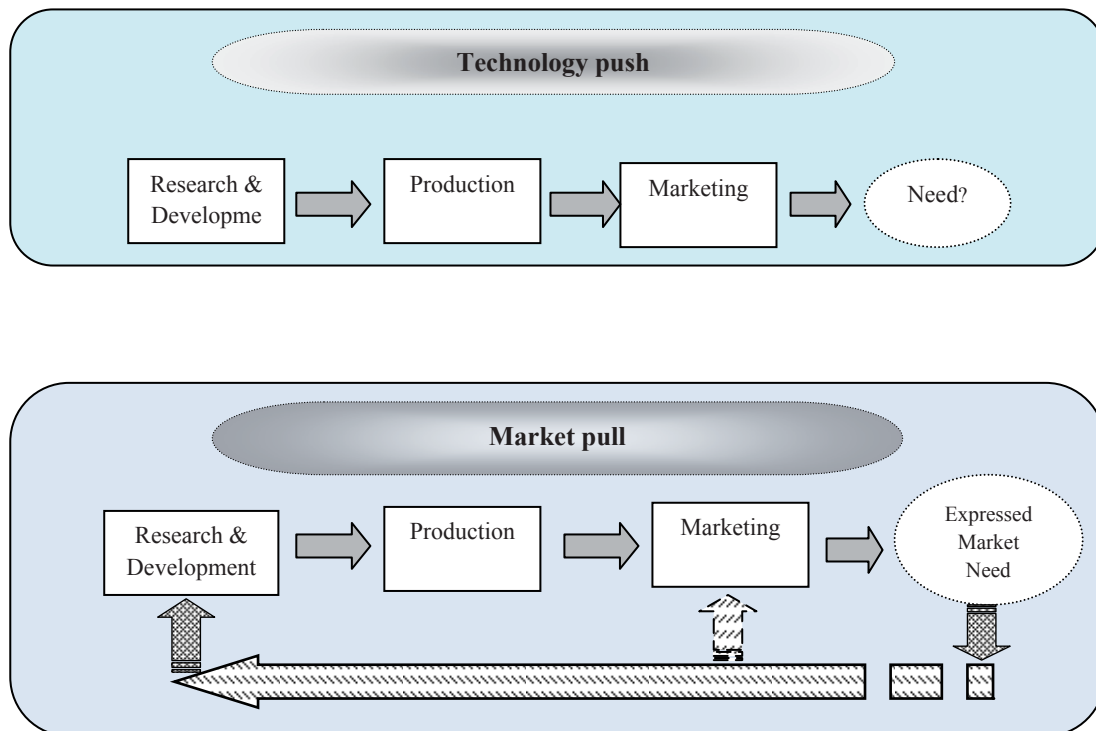 Technology push
Research &
Developme
Production
Marketing
Need?
Market pull
Research &
Development
Production
Marketing
Expressed
Market
Need